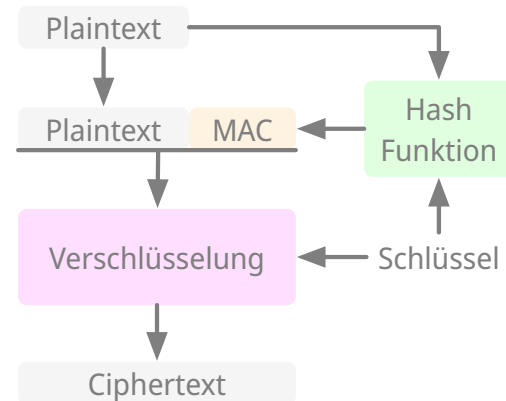 Plaintext
Plaintext MAC
Hash
Funktion
Verschlüsselung
Schlüssel
Ciphertext